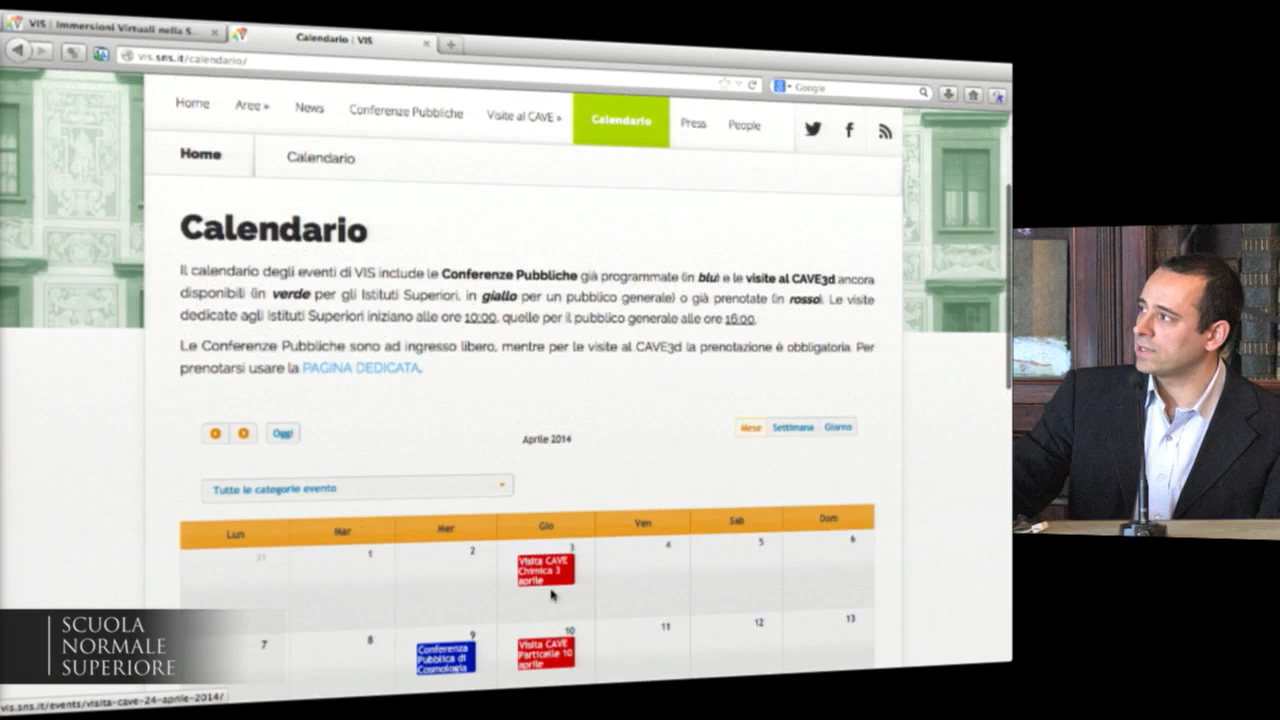 VIS | Immersioni Virtuali nella S...
Calendario | VIS
vis.sns.it/calendario/
Google
Home
Aree »
News
Conferenze Pubbliche
Visite al CAVE »
Calendario
Press
People
Home
Calendario
Calendario
Il calendario degli eventi di VIS include le Conferenze Pubbliche già programmate (in blu) e le visite al CAVE3d ancora
disponibili (in verde per gli Istituti Superiori, in giallo per un pubblico generale) o già prenotate (in rosso). Le visite
dedicate agli Istituti Superiori iniziano alle ore 10:00, quelle per il pubblico generale alle ore 16:00.
Le Conferenze Pubbliche sono ad ingresso libero, mentre per le visite al CAVE3d la prenotazione è obbligatoria. Per
prenotarsi usare la PAGINA DEDICATA.
Oggi
Aprile 2014
Mese
Settimana
Giorno
Tutte le categorie evento
Lun
Mar
Mer
Gio
Ven
Sab
Dom
31
1
2
3
4
5
6
Visita CAVE
Chimica 3
aprile
7
8
9
10
11
12
13
Conferenza
Pubblica di
Cosmologia
Visita CAVE
Particelle 10
aprile
SCUOLA
NORMALE
SUPERIORE
vis.sns.it/events/visita-cave-24-aprile-2014/